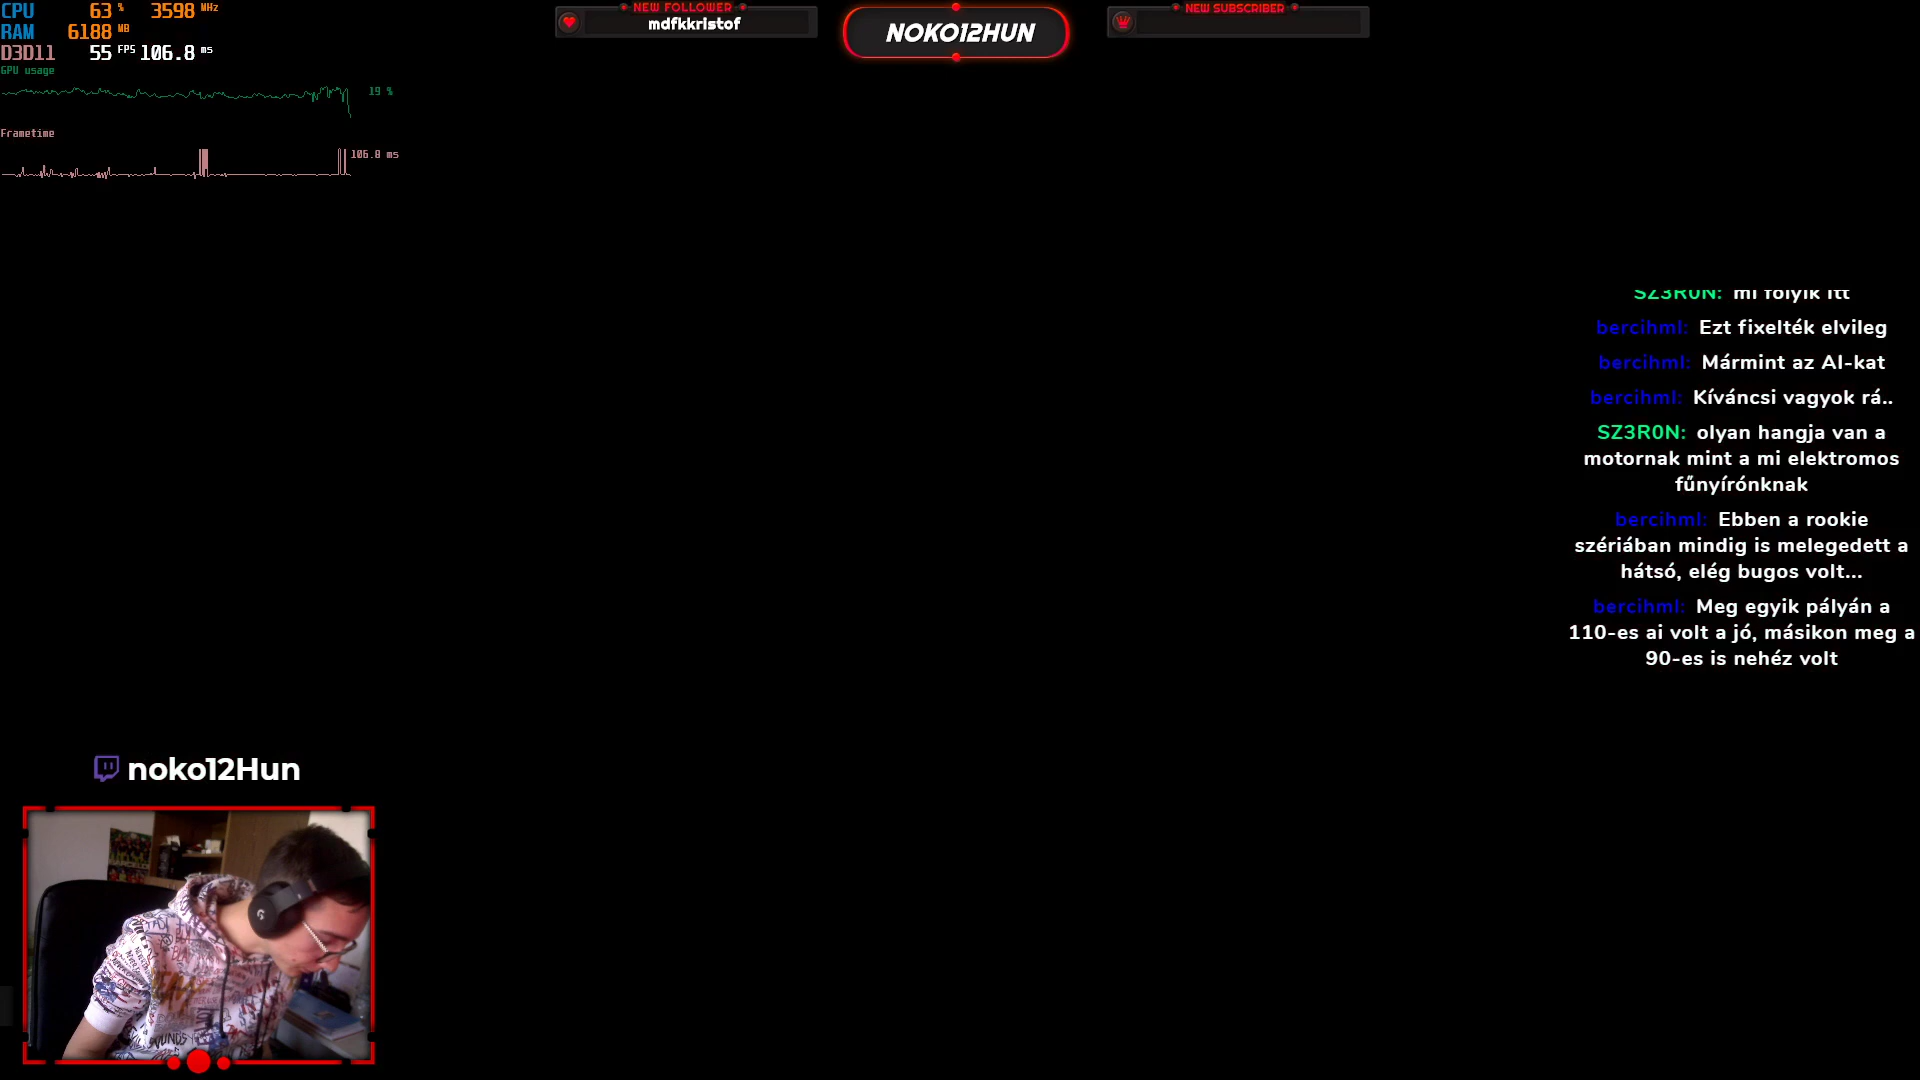 CPU 63 % 3598 MHz
RAM 6188 MB
D3D11 55 FPS 106.8 ms
GPU usage
19 %
Frametime
106.8 ms
NEW FOLLOWER
mdfkkristof
NOKO12HUN
NEW SUBSCRIBER
SZ3R0N: mi folyik itt
bercihml: Ezt fixelték elvileg
bercihml: Mármint az AI-kat
bercihml: Kíváncsi vagyok rá..
SZ3R0N: olyan hangja van a
motornak mint a mi elektromos
fűnyírónknak
bercihml: Ebben a rookie
szériában mindig is melegedett a
hátsó, elég bugos volt...
bercihml: Meg egyik pályán a
110-es ai volt a jó, másikon meg a
90-es is nehéz volt
noko12Hun